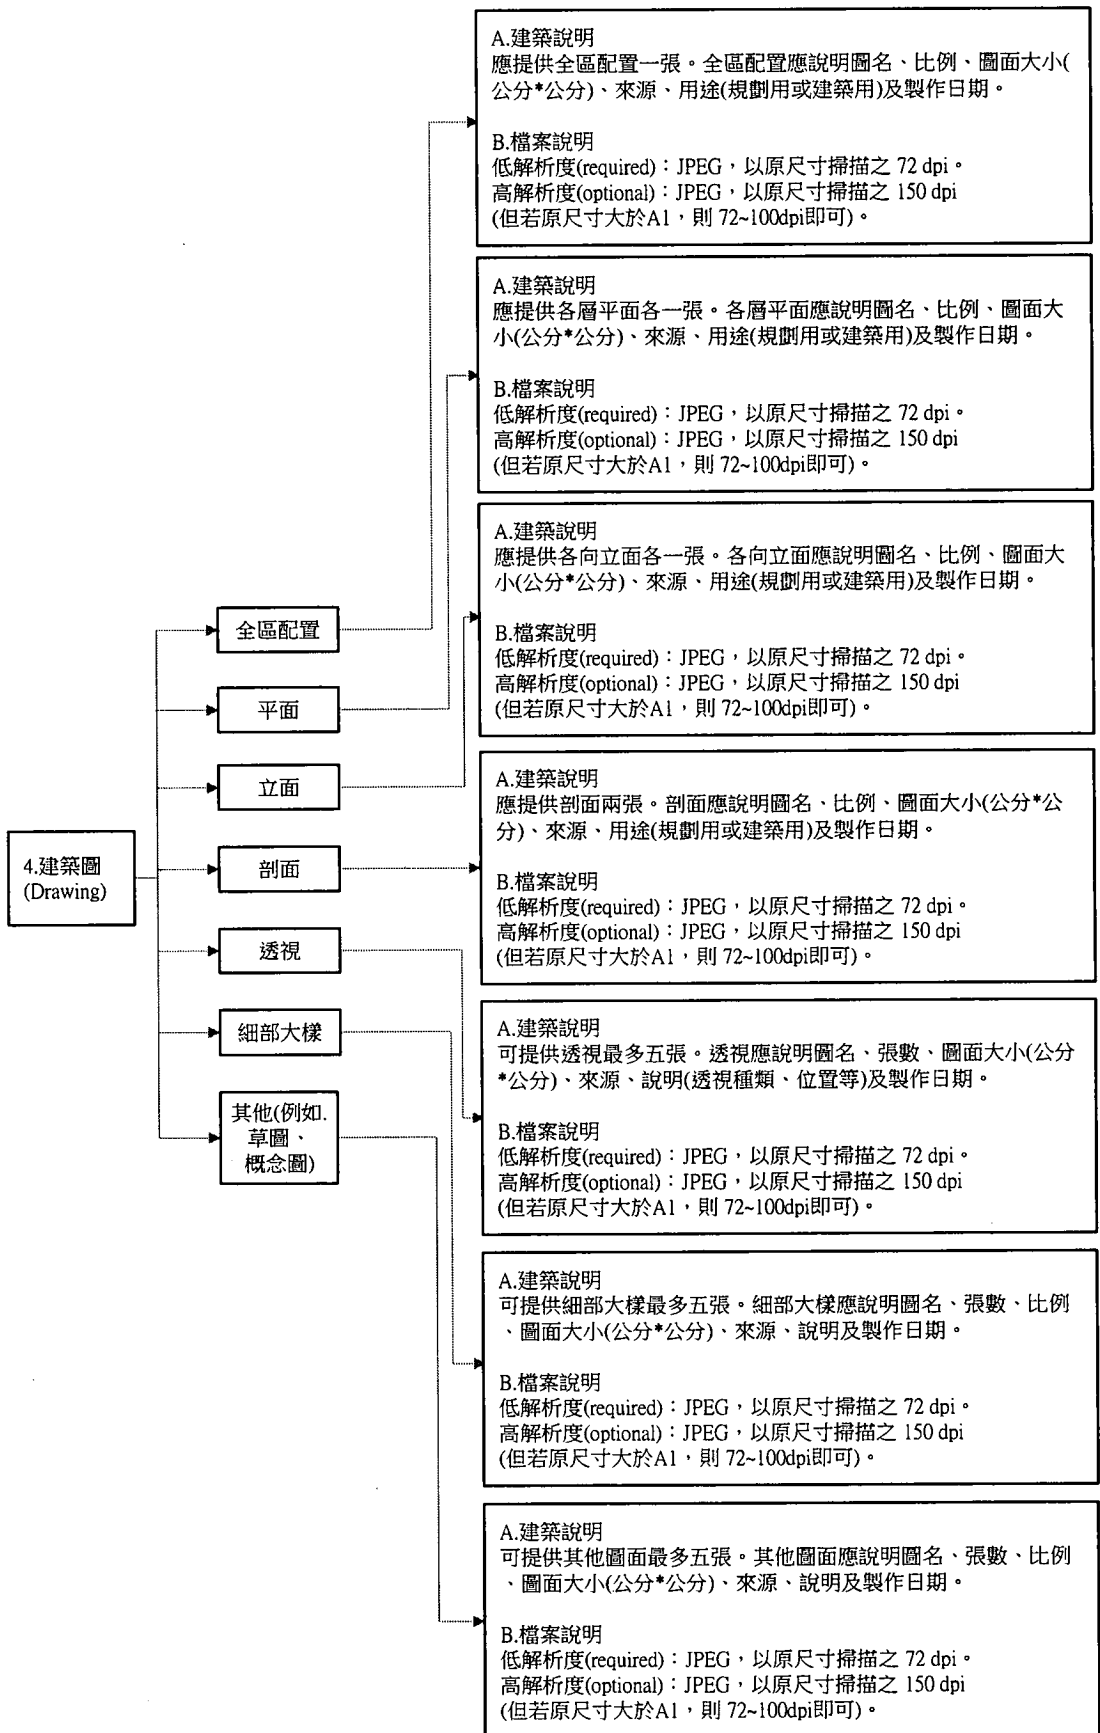 4.建築圖
(Drawing)
全區配置
平面
立面
剖面
透視
細部大樣
其他(例如.
草圖、
概念圖)
A.建築說明
應提供全區配置一張。全區配置應說明圖名、比例、圖面大小(
公分*公分)、來源、用途(規劃用或建築用)及製作日期。
B.檔案說明
低解析度(required)：JPEG，以原尺寸掃描之 72 dpi。
高解析度(optional)：JPEG，以原尺寸掃描之 150 dpi
(但若原尺寸大於A1，則 72~100dpi即可)。
A.建築說明
應提供各層平面各一張。各層平面應說明圖名、比例、圖面大
小(公分*公分)、來源、用途(規劃用或建築用)及製作日期。
B.檔案說明
低解析度(required)：JPEG，以原尺寸掃描之 72 dpi。
高解析度(optional)：JPEG，以原尺寸掃描之 150 dpi
(但若原尺寸大於A1，則 72~100dpi即可)。
A.建築說明
應提供各向立面各一張。各向立面應說明圖名、比例、圖面大
小(公分*公分)、來源、用途(規劃用或建築用)及製作日期。
B.檔案說明
低解析度(required)：JPEG，以原尺寸掃描之 72 dpi。
高解析度(optional)：JPEG，以原尺寸掃描之 150 dpi
(但若原尺寸大於A1，則 72~100dpi即可)。
A.建築說明
應提供剖面兩張。剖面應說明圖名、比例、圖面大小(公分*公
分)、來源、用途(規劃用或建築用)及製作日期。
B.檔案說明
低解析度(required)：JPEG，以原尺寸掃描之 72 dpi。
高解析度(optional)：JPEG，以原尺寸掃描之 150 dpi
(但若原尺寸大於A1，則 72~100dpi即可)。
A.建築說明
可提供透視最多五張。透視應說明圖名、張數、圖面大小(公分
*公分)、來源、說明(透視種類、位置等)及製作日期。
B.檔案說明
低解析度(required)：JPEG，以原尺寸掃描之 72 dpi。
高解析度(optional)：JPEG，以原尺寸掃描之 150 dpi
(但若原尺寸大於A1，則 72~100dpi即可)。
A.建築說明
可提供細部大樣最多五張。細部大樣應說明圖名、張數、比例
、圖面大小(公分*公分)、來源、說明及製作日期。
B.檔案說明
低解析度(required)：JPEG，以原尺寸掃描之 72 dpi。
高解析度(optional)：JPEG，以原尺寸掃描之 150 dpi
(但若原尺寸大於A1，則 72~100dpi即可)。
A.建築說明
可提供其他圖面最多五張。其他圖面應說明圖名、張數、比例
、圖面大小(公分*公分)、來源、說明及製作日期。
B.檔案說明
低解析度(required)：JPEG，以原尺寸掃描之 72 dpi。
高解析度(optional)：JPEG，以原尺寸掃描之 150 dpi
(但若原尺寸大於A1，則 72~100dpi即可)。